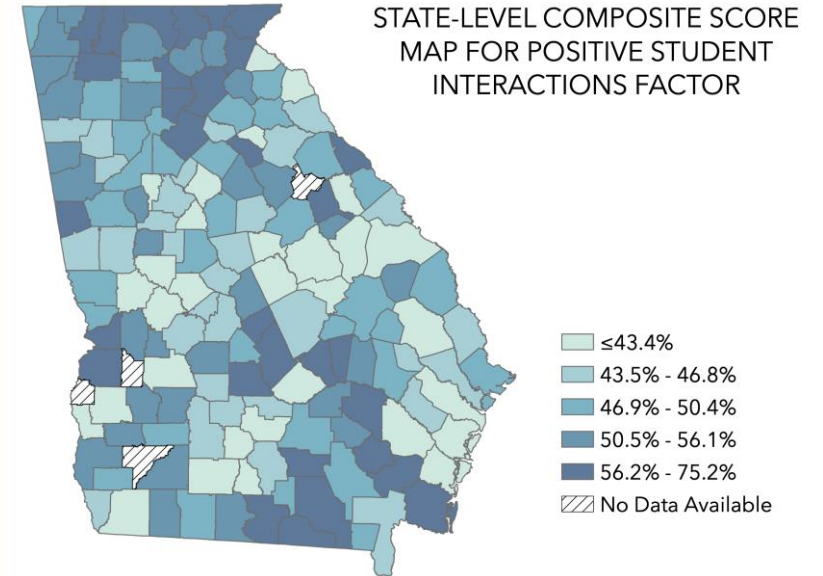 STATE-LEVEL COMPOSITE SCORE
MAP FOR POSITIVE STUDENT
INTERACTIONS FACTOR
≤43.4%
43.5% - 46.8%
46.9% - 50.4%
50.5% - 56.1%
56.2% - 75.2%
No Data Available